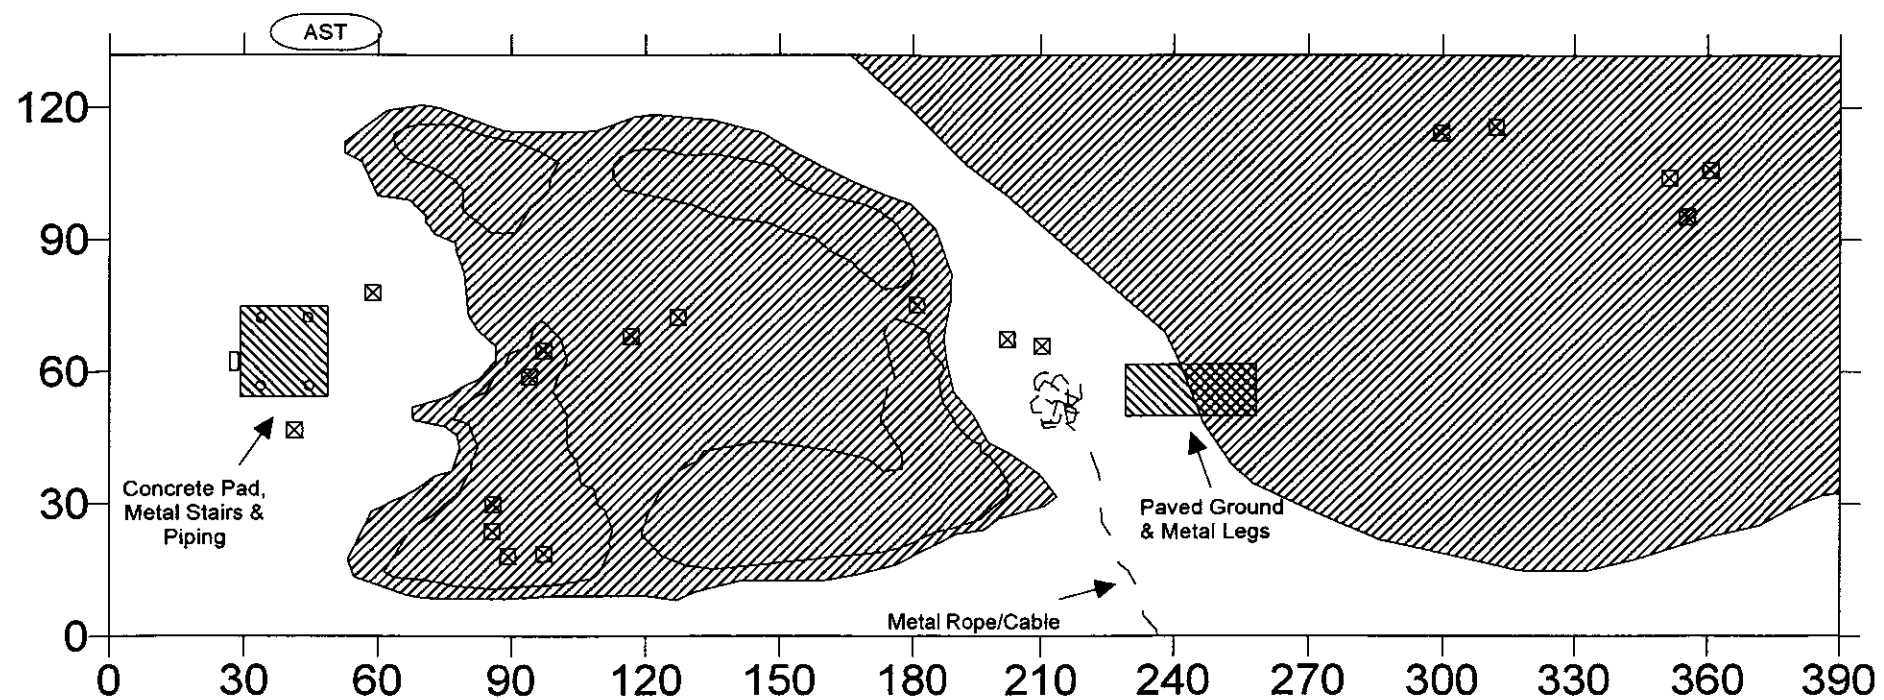 AST
120
90
60
30
0
Concrete Pad,
Metal Stairs &
Piping
Paved Ground
& Metal Legs
Metal Rope/Cable
0 30 60 90 120 150 180 210 240 270 300 330 360 390